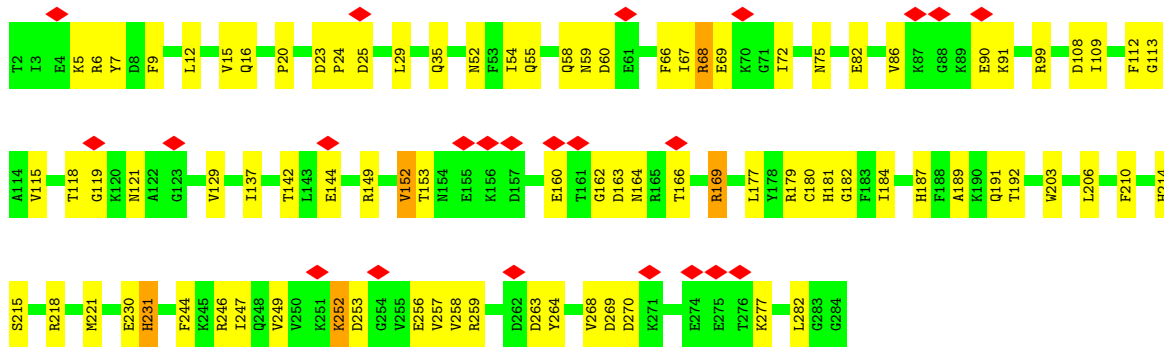 T2 I3 E4 K5 R6 Y7 D8 F9 L12 V15 Q16 P20 D23 P24 D25 L29 Q35 N52 F53 I54 Q55 Q58 N59 D60 E61 F66 I67 R68 E69 K70 G71 I72 N75 E82 V86 K87 G88 K89 E90 K91 R99 D108 I109 F112 G113
A114 V115 T118 G119 K120 N121 A122 G123 V129 I137 T142 L143 E144 R149 V152 T153 N154 E155 K156 D157 E160 T161 G162 D163 N164 R165 T166 R169 L177 Y178 R179 C180 H181 G182 F183 I184 H187 F188 A189 K190 Q191 T192 W203 L206 F210 H214
S215 R218 M221 E230 H231 F244 K245 R246 I247 Q248 V249 V250 K251 K252 D253 G254 V255 E256 V257 V258 R259 D262 D263 Y264 V268 D269 D270 K271 E274 E275 T276 K277 L282 G283 G284